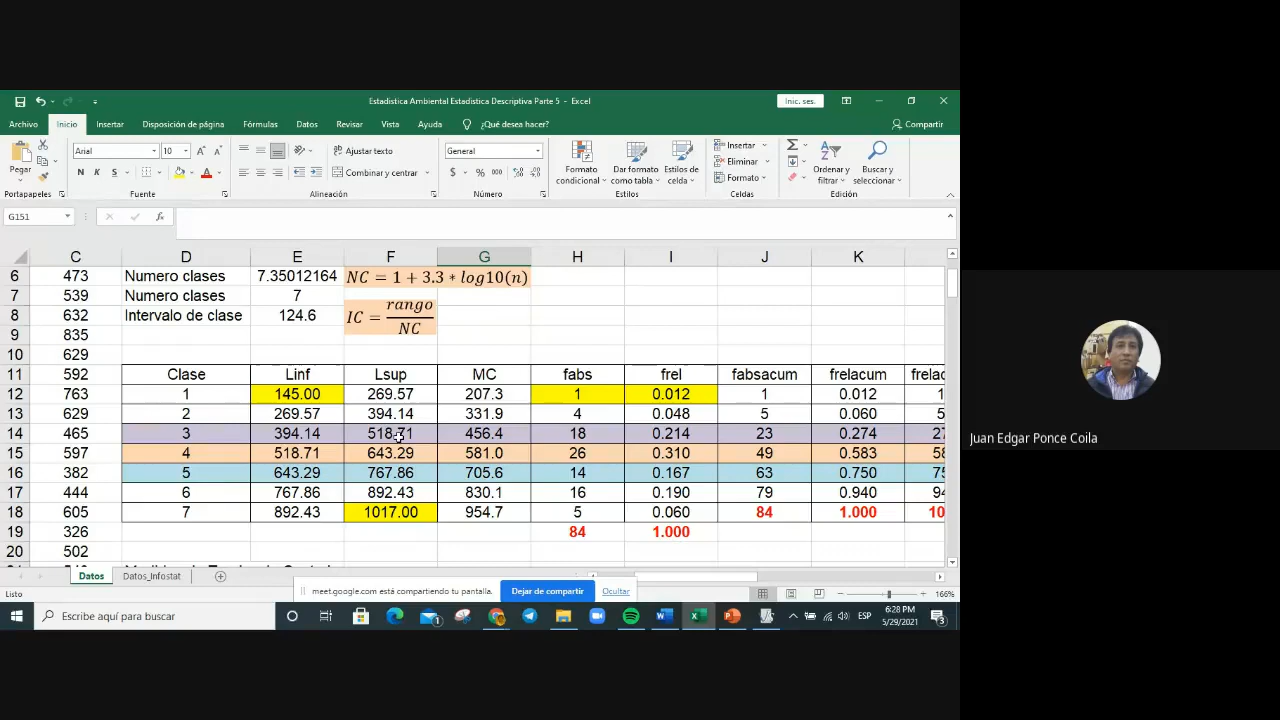 Estadistica Ambiental Estadistica Descriptiva Parte 5 - Excel
Inic. ses.
Archivo Inicio Insertar Disposición de página Fórmulas Datos Revisar Vista Ayuda ¿Qué desea hacer? Compartir
Pegar
Arial 10
N K S
Ajustar texto
Combinar y centrar
General
$ % 000
Formato condicional
Dar formato como tabla
Estilos de celda
Insertar
Eliminar
Formato
Ordenar y filtrar
Buscar y seleccionar
Portapapeles Fuente Alineación Número Estilos Celdas Edición
G151 fx
C D E F G H I J K
6 473 Numero clases 7.35012164 NC = 1 + 3.3 * log10(n)
7 539 Numero clases 7
8 632 Intervalo de clase 124.6 IC = rango / NC
9 835
10 629
11 592 Clase Linf Lsup MC fabs frel fabsacum frelacum
12 763 1 145.00 269.57 207.3 1 0.012 1 0.012
13 629 2 269.57 394.14 331.9 4 0.048 5 0.060
14 465 3 394.14 518.71 456.4 18 0.214 23 0.274
15 597 4 518.71 643.29 581.0 26 0.310 49 0.583
16 382 5 643.29 767.86 705.6 14 0.167 63 0.750
17 444 6 767.86 892.43 830.1 16 0.190 79 0.940
18 605 7 892.43 1017.00 954.7 5 0.060 84 1.000
19 326 84 1.000
20 502
Datos Datos_Infostat
meet.google.com está compartiendo tu pantalla. Dejar de compartir Ocultar
Listo 166%
Escribe aquí para buscar
ESP
6:28 PM
5/29/2021
Juan Edgar Ponce Coila